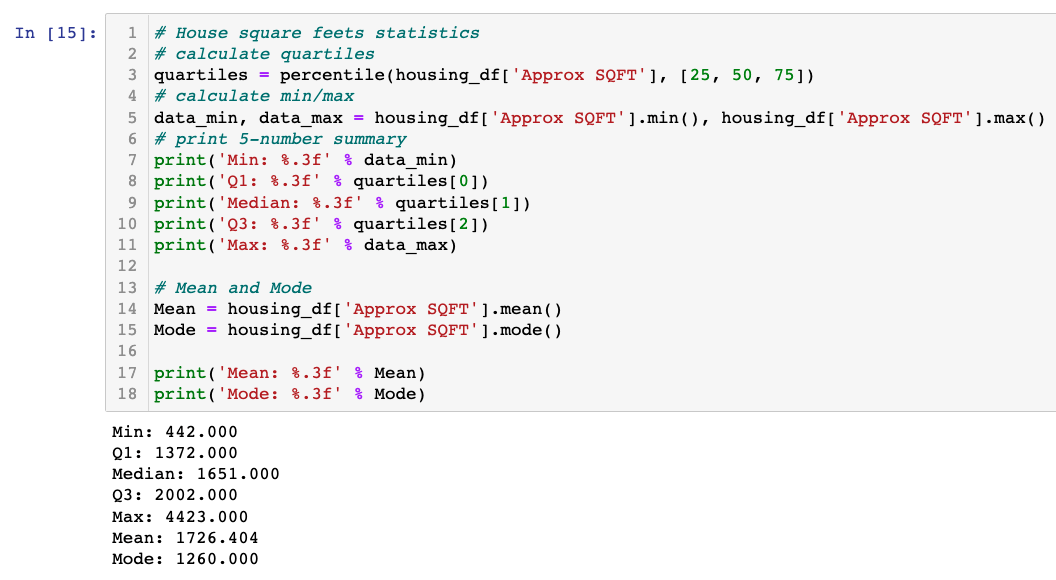 In [15]:
1 # House square feets statistics
2 # calculate quartiles
3 quartiles = percentile(housing_df['Approx SQFT'], [25, 50, 75])
4 # calculate min/max
5 data_min, data_max = housing_df['Approx SQFT'].min(), housing_df['Approx SQFT'].max()
6 # print 5-number summary
7 print('Min: %.3f' % data_min)
8 print('Q1: %.3f' % quartiles[0])
9 print('Median: %.3f' % quartiles[1])
10 print('Q3: %.3f' % quartiles[2])
11 print('Max: %.3f' % data_max)
12
13 # Mean and Mode
14 Mean = housing_df['Approx SQFT'].mean()
15 Mode = housing_df['Approx SQFT'].mode()
16
17 print('Mean: %.3f' % Mean)
18 print('Mode: %.3f' % Mode)
Min: 442.000
Q1: 1372.000
Median: 1651.000
Q3: 2002.000
Max: 4423.000
Mean: 1726.404
Mode: 1260.000